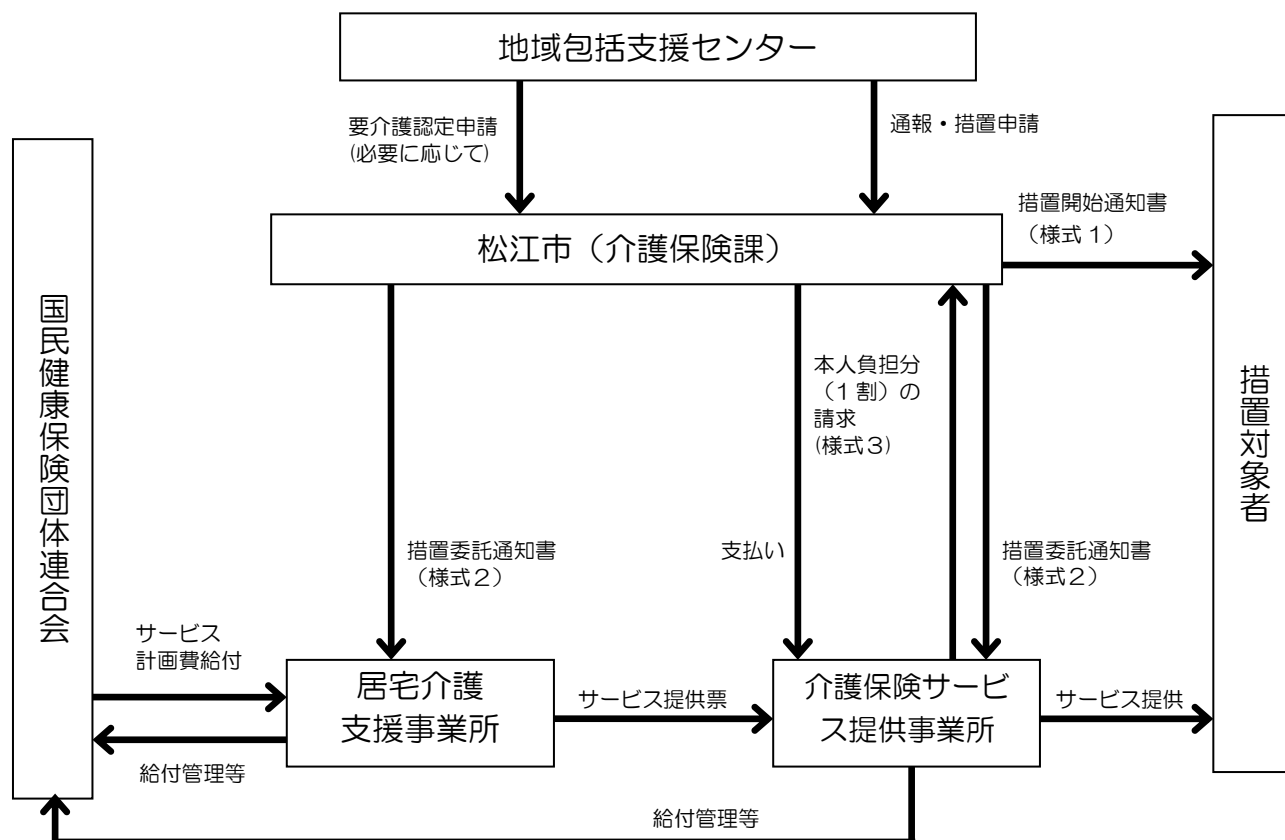 地域包括支援センター
要介護認定申請
(必要に応じて)
通報・措置申請
松江市（介護保険課）
措置開始通知書
（様式１）
国民健康保険団体連合会
措置対象者
本人負担分
（１割）の
請求
(様式３)
措置委託通知書
（様式２）
支払い
措置委託通知書
（様式２）
サービス
計画費給付
居宅介護
支援事業所
サービス提供票
介護保険サービ
ス提供事業所
サービス提供
給付管理等
給付管理等